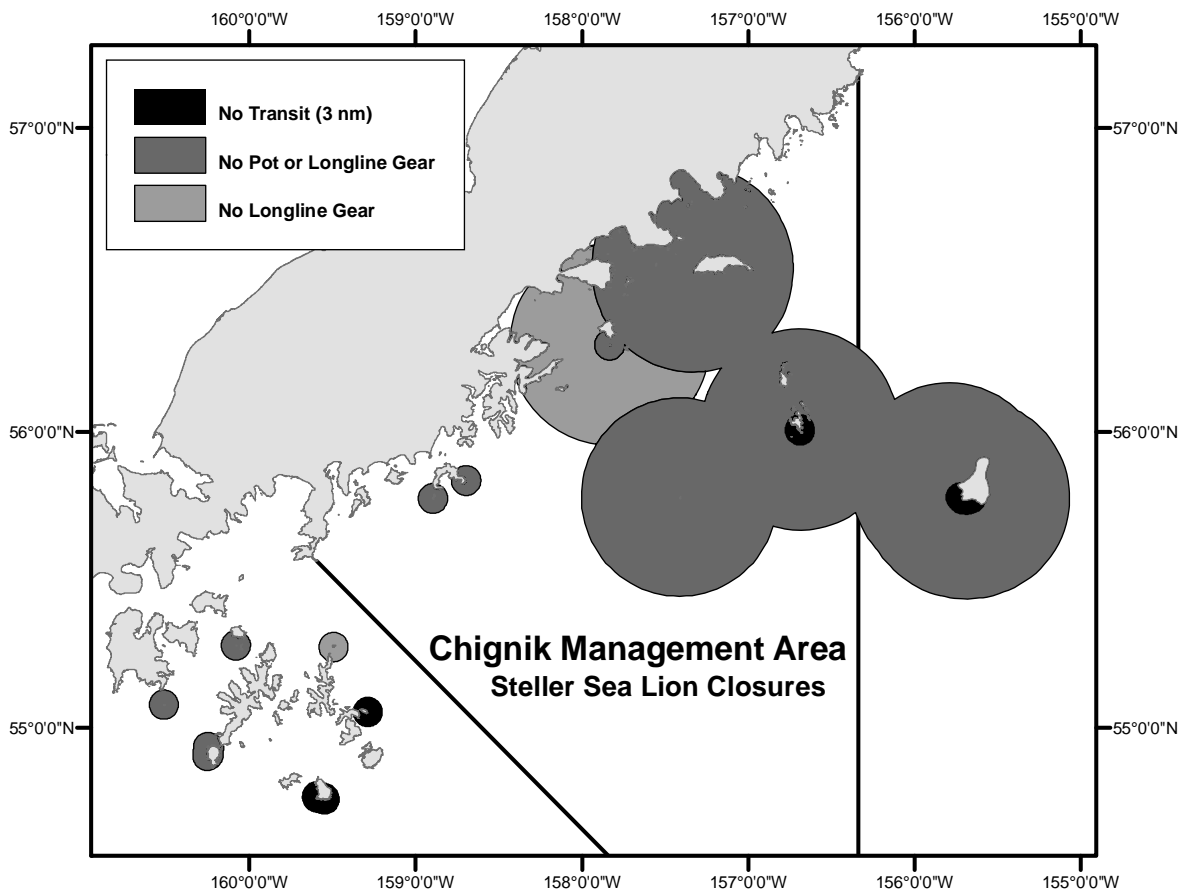 160°0'0"W 159°0'0"W 158°0'0"W 157°0'0"W 156°0'0"W 155°0'0"W
No Transit (3 nm)
57°0'0"N 57°0'0"N
No Pot or Longline Gear
No Longline Gear
56°0'0"N 56°0'0"N
Chignik Management Area
Steller Sea Lion Closures
55°0'0"N 55°0'0"N
160°0'0"W 159°0'0"W 158°0'0"W 157°0'0"W 156°0'0"W 155°0'0"W